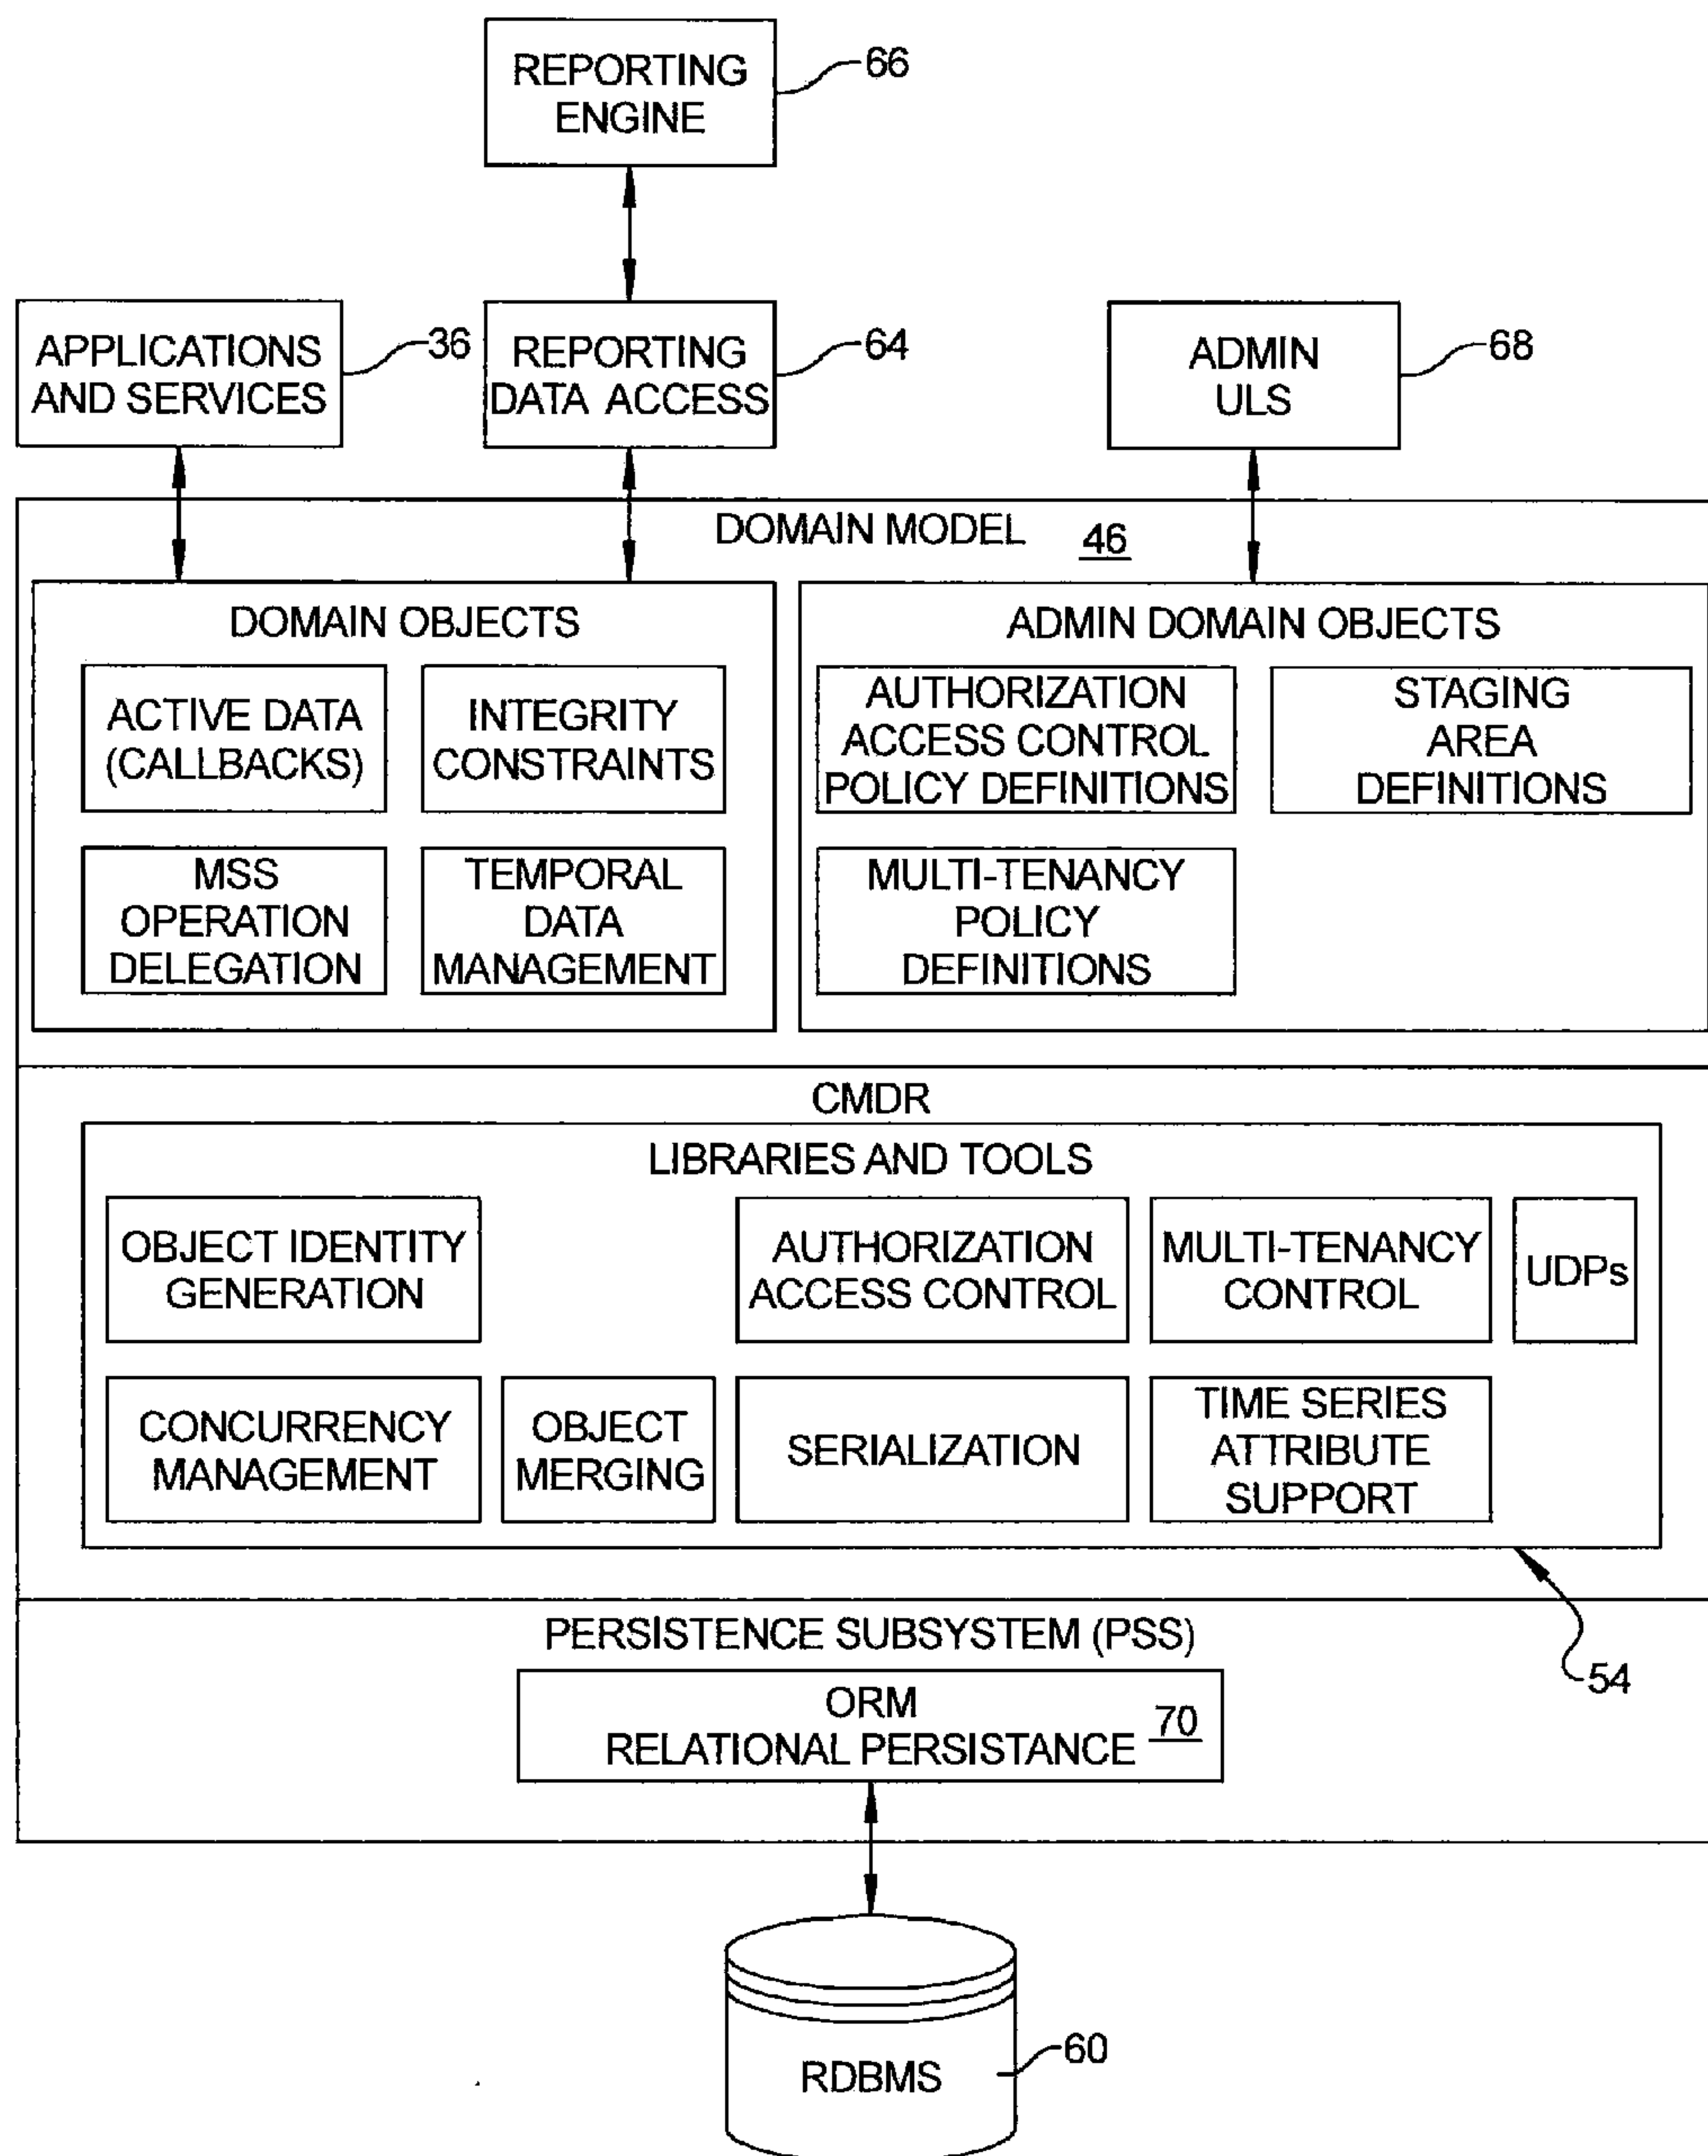 REPORTING
ENGINE
66
APPLICATIONS
AND SERVICES
36
REPORTING
DATA ACCESS
64
ADMIN
ULS
68
DOMAIN MODEL 46
DOMAIN OBJECTS
ACTIVE DATA
(CALLBACKS)
INTEGRITY
CONSTRAINTS
MSS
OPERATION
DELEGATION
TEMPORAL
DATA
MANAGEMENT
ADMIN DOMAIN OBJECTS
AUTHORIZATION
ACCESS CONTROL
POLICY DEFINITIONS
STAGING
AREA
DEFINITIONS
MULTI-TENANCY
POLICY
DEFINITIONS
CMDR
LIBRARIES AND TOOLS
OBJECT IDENTITY
GENERATION
AUTHORIZATION
ACCESS CONTROL
MULTI-TENANCY
CONTROL
UDPs
CONCURRENCY
MANAGEMENT
OBJECT
MERGING
SERIALIZATION
TIME SERIES
ATTRIBUTE
SUPPORT
54
PERSISTENCE SUBSYSTEM (PSS)
ORM
RELATIONAL PERSISTANCE
70
RDBMS
60